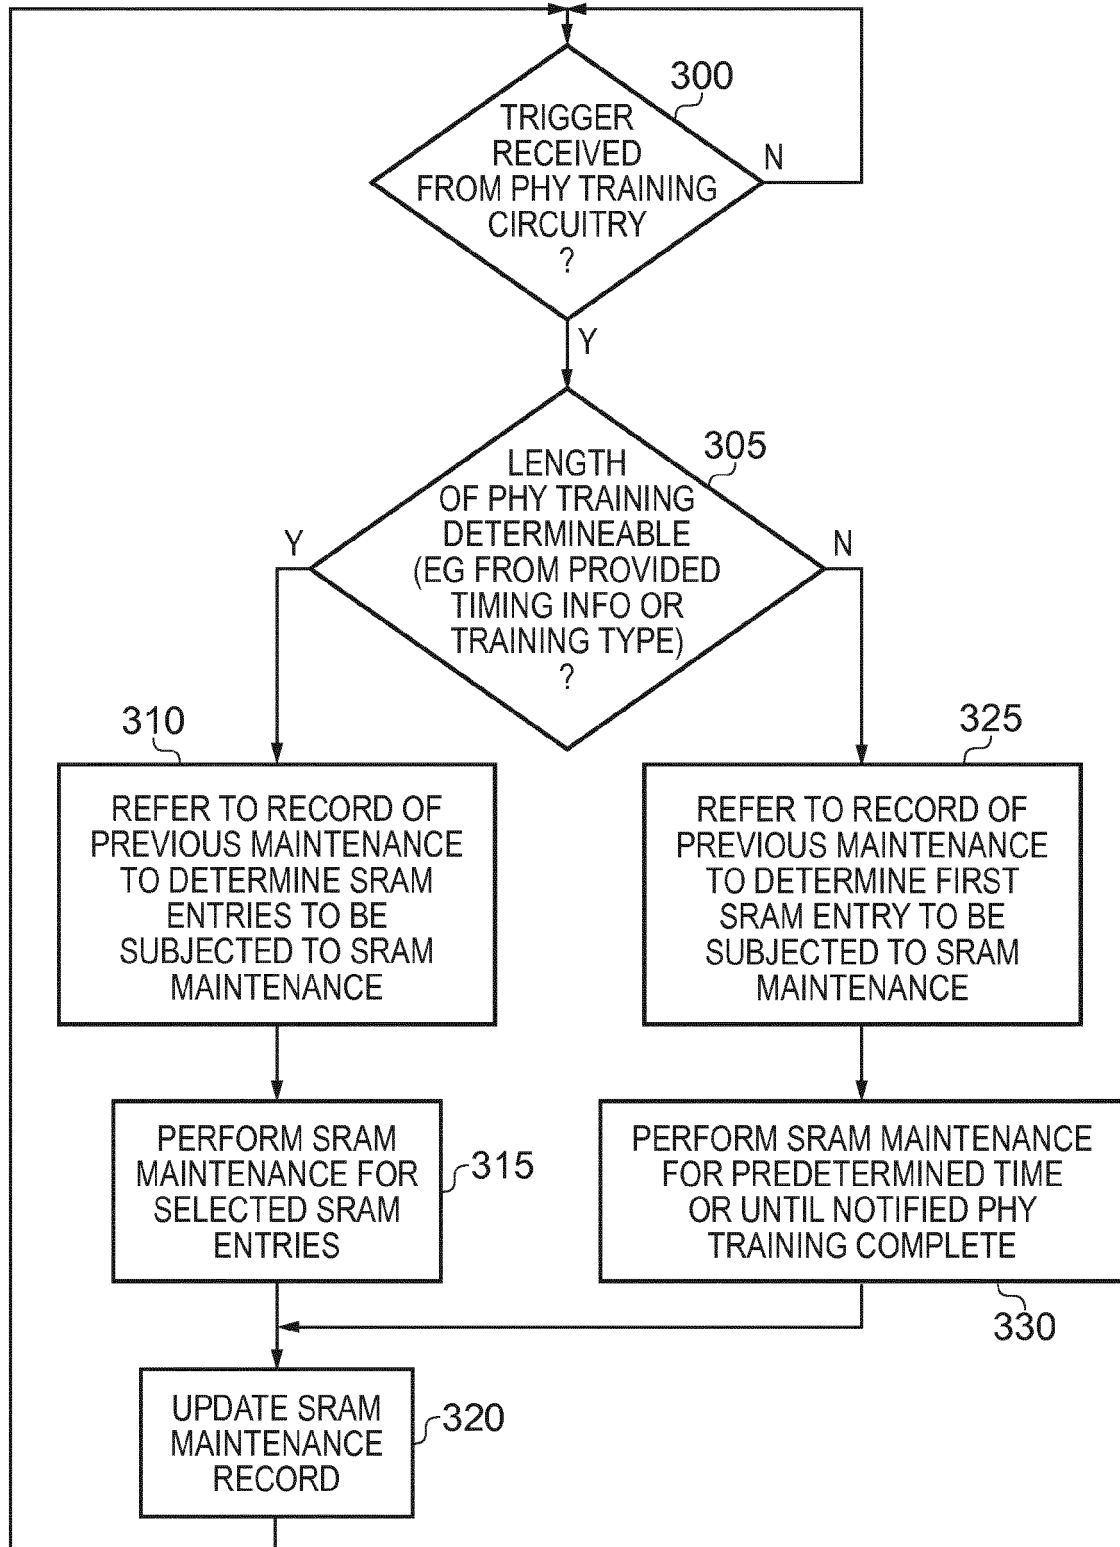 300
TRIGGER
RECEIVED
FROM PHY TRAINING
CIRCUITRY
?
N
Y
305
LENGTH
OF PHY TRAINING
DETERMINEABLE
(EG FROM PROVIDED
TIMING INFO OR
TRAINING TYPE)
?
Y
N
310
REFER TO RECORD OF
PREVIOUS MAINTENANCE
TO DETERMINE SRAM
ENTRIES TO BE
SUBJECTED TO SRAM
MAINTENANCE
325
REFER TO RECORD OF
PREVIOUS MAINTENANCE
TO DETERMINE FIRST
SRAM ENTRY TO BE
SUBJECTED TO SRAM
MAINTENANCE
PERFORM SRAM
MAINTENANCE FOR
SELECTED SRAM
ENTRIES
315
PERFORM SRAM MAINTENANCE
FOR PREDETERMINED TIME
OR UNTIL NOTIFIED PHY
TRAINING COMPLETE
330
UPDATE SRAM
MAINTENANCE
RECORD
320